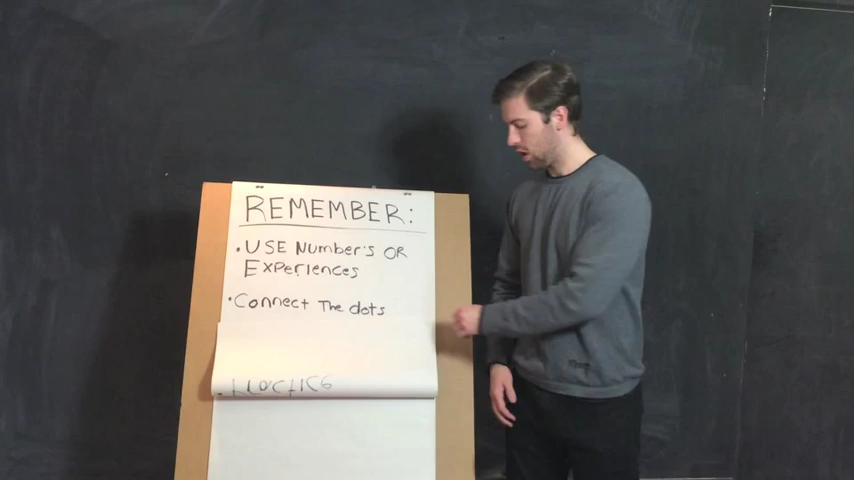 REMEMBER:
• USE Number's OR
Experiences
• Connect The dots